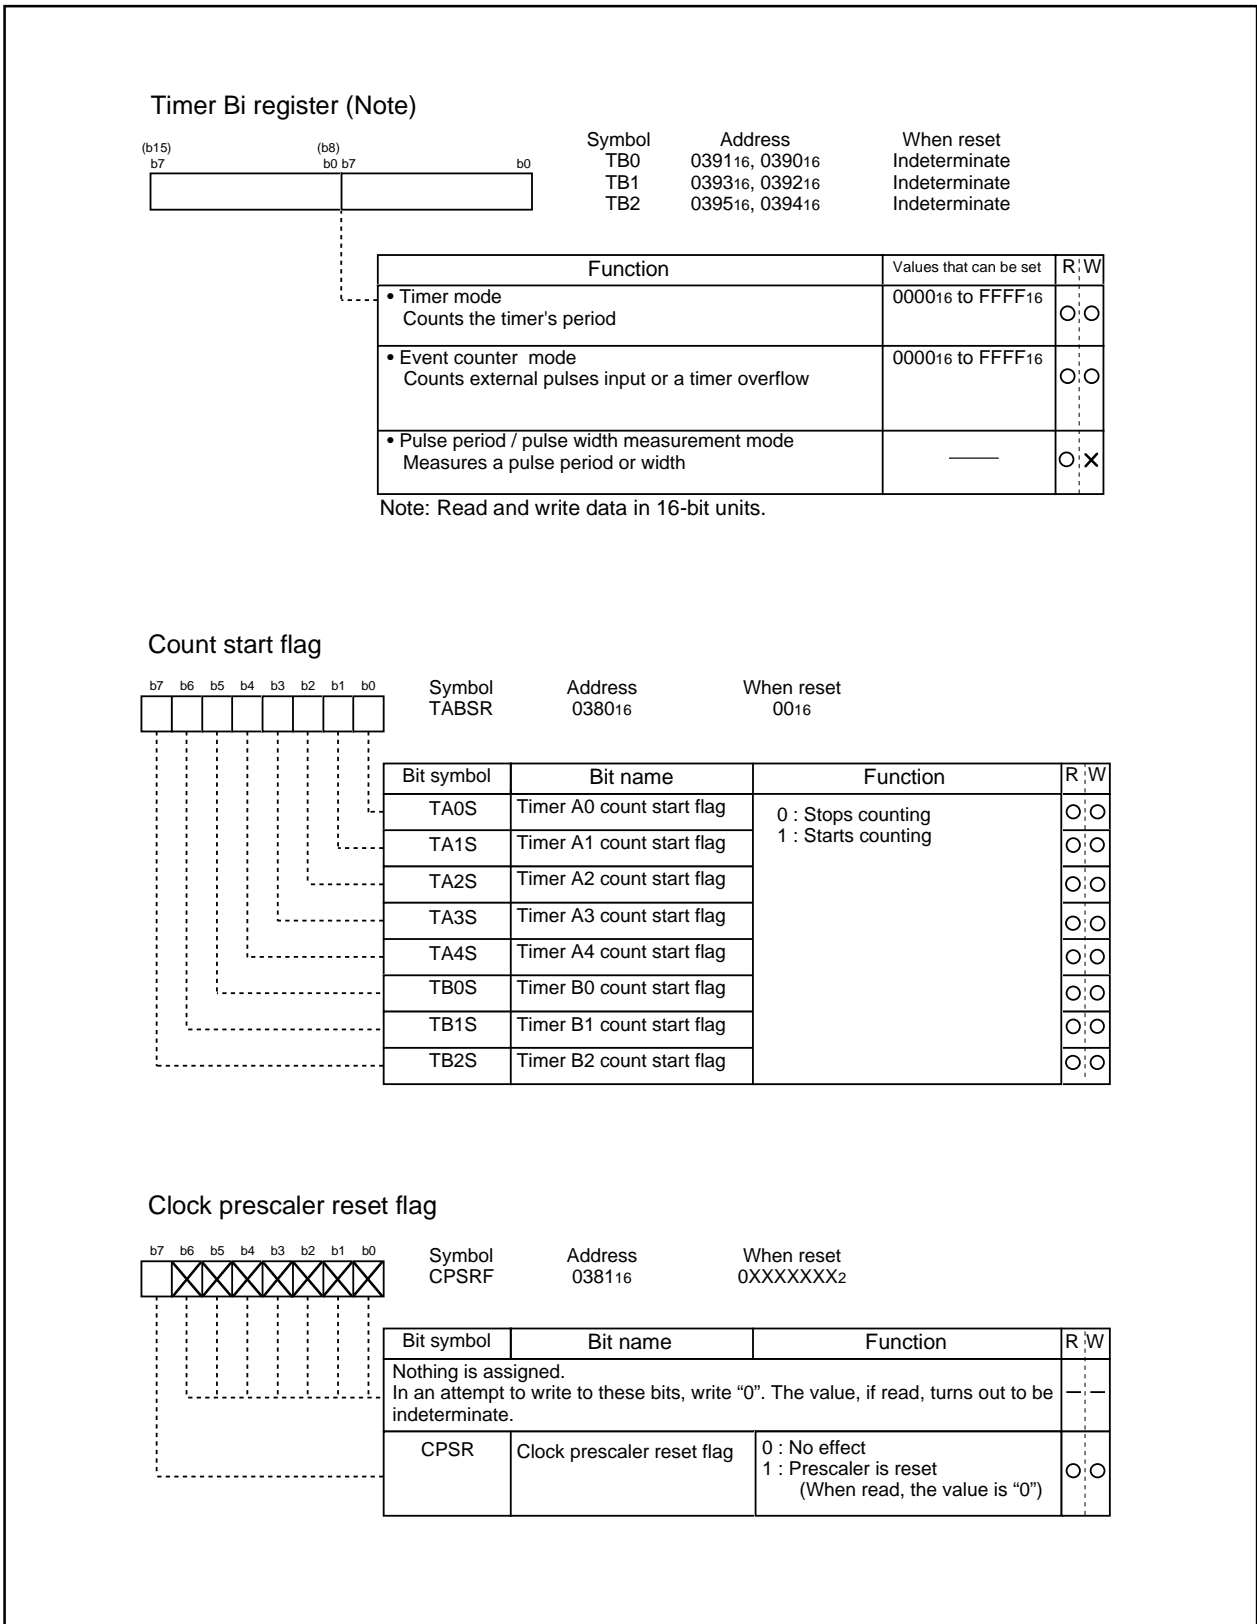 Timer Bi register (Note)
Symbol Address When reset
(b15) (b8)
b7 b0 b7 b0
TB0 039116, 039016 Indeterminate
TB1 039316, 039216 Indeterminate
TB2 039516, 039416 Indeterminate
Function Values that can be set R W
• Timer mode 000016 to FFFF16
Counts the timer's period
• Event counter mode 000016 to FFFF16
Counts external pulses input or a timer overflow
• Pulse period / pulse width measurement mode
Measures a pulse period or width
Note: Read and write data in 16-bit units.
Count start flag
b7 b6 b5 b4 b3 b2 b1 b0
Symbol Address When reset
TABSR 038016 0016
Bit symbol Bit name Function R W
TA0S Timer A0 count start flag 0 : Stops counting
1 : Starts counting
TA1S Timer A1 count start flag
TA2S Timer A2 count start flag
TA3S Timer A3 count start flag
TA4S Timer A4 count start flag
TB0S Timer B0 count start flag
TB1S Timer B1 count start flag
TB2S Timer B2 count start flag
Clock prescaler reset flag
b7 b6 b5 b4 b3 b2 b1 b0
Symbol Address When reset
CPSRF 038116 0XXXXXXX2
Bit symbol Bit name Function R W
Nothing is assigned.
In an attempt to write to these bits, write “0”. The value, if read, turns out to be
indeterminate.
CPSR Clock prescaler reset flag 0 : No effect
1 : Prescaler is reset
(When read, the value is “0”)